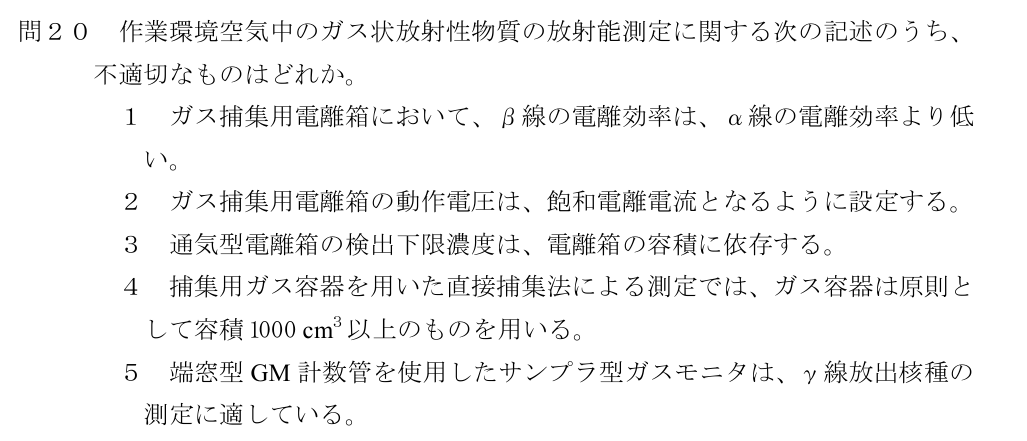 問20　作業環境空気中のガス状放射性物質の放射能測定に関する次の記述のうち、
不適切なものはどれか。
１　ガス捕集用電離箱において、β線の電離効率は、α線の電離効率より低
い。
２　ガス捕集用電離箱の動作電圧は、飽和電離電流となるように設定する。
３　通気型電離箱の検出下限濃度は、電離箱の容積に依存する。
４　捕集用ガス容器を用いた直接捕集法による測定では、ガス容器は原則と
して容積 1000 cm³以上のものを用いる。
５　端窓型 GM 計数管を使用したサンプラ型ガスモニタは、γ線放出核種の
測定に適している。